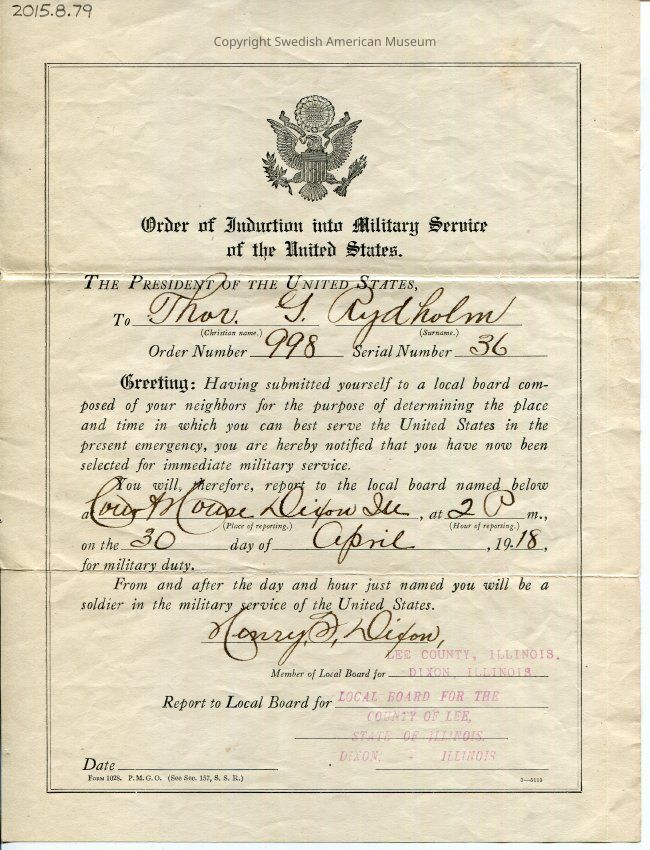 2015.8.79
Copyright Swedish American Museum
Order of Induction into Military Service
of the United States.
THE PRESIDENT OF THE UNITED STATES,
To Thor. G. Rydholm
(Christian name.) (Surname.)
Order Number 998 Serial Number 36
Greeting: Having submitted yourself to a local board com-
posed of your neighbors for the purpose of determining the place
and time in which you can best serve the United States in the
present emergency, you are hereby notified that you have now been
selected for immediate military service.
You will, therefore, report to the local board named below
at Court House Dixon Ill, at 2 P m.,
(Place of reporting.) (Hour of reporting.)
on the 30 day of April, 1918,
for military duty.
From and after the day and hour just named you will be a
soldier in the military service of the United States.
Henry Dixon,
LEE COUNTY, ILLINOIS.
Member of Local Board for DIXON, ILLINOIS.
Report to Local Board for LOCAL BOARD FOR THE
COUNTY OF LEE,
STATE OF ILLINOIS,
DIXON, - ILLINOIS
Date
FORM 1028. P. M. G. O. (See Sec. 157, S. S. R.) 3—5113